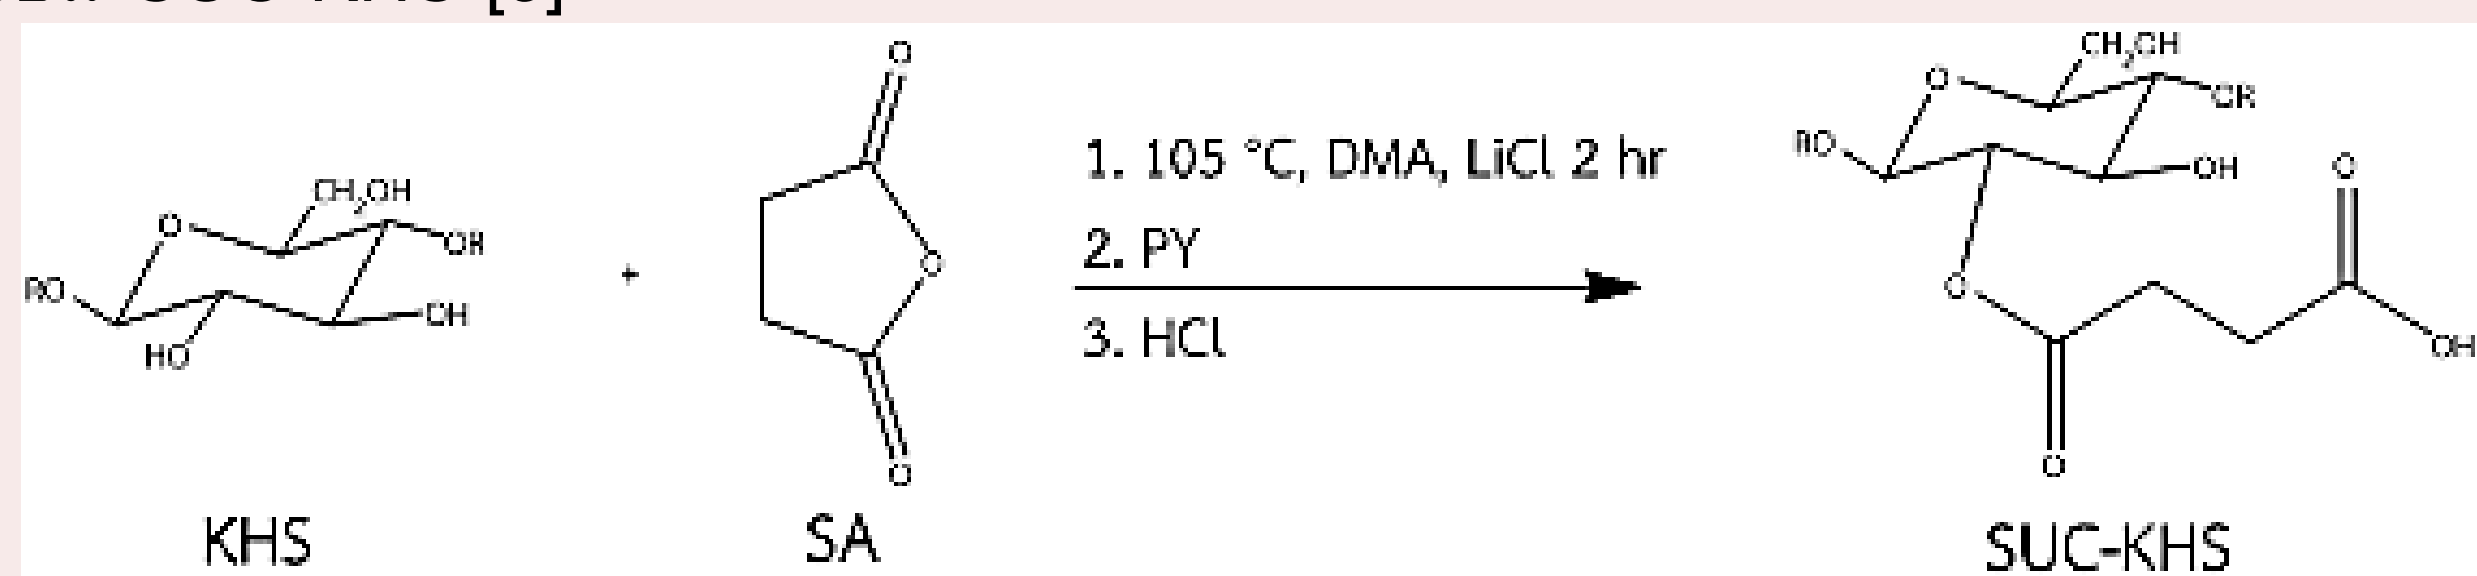 CH₂OH
O
OR
RO
OH
HO
KHS
+
O
O
O
SA
1. 105 °C, DMA, LiCl 2 hr
2. PY
3. HCl
CH₂OH
O
OR
RO
OH
O
O
O
OH
SUC-KHS